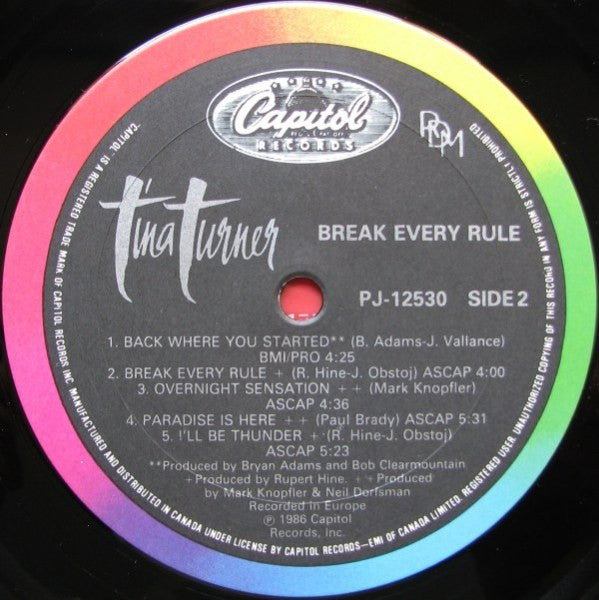 Capitol
RECORDS
RDM
Tina Turner
BREAK EVERY RULE
PJ-12530 SIDE 2
1. BACK WHERE YOU STARTED** (B. Adams-J. Vallance)
BMI/PRO 4:25
2. BREAK EVERY RULE + (R. Hine-J. Obstoj) ASCAP 4:00
3. OVERNIGHT SENSATION + + (Mark Knopfler)
ASCAP 4:36
4. PARADISE IS HERE + + (Paul Brady) ASCAP 5:31
5. I'LL BE THUNDER + (R. Hine-J. Obstoj)
ASCAP 5:23
**Produced by Bryan Adams and Bob Clearmountain
+Produced by Rupert Hine. + +Produced
by Mark Knopfler & Neil Dorfsman
Recorded in Europe
℗ 1986 Capitol
Records, Inc.
"CAPITOL" IS A REGISTERED TRADE MARK OF CAPITOL RECORDS, INC. MANUFACTURED AND DISTRIBUTED IN CANADA UNDER LICENSE BY CAPITOL RECORDS—EMI OF CANADA LIMITED. REGISTERED USER. UNAUTHORIZED COPYING OF THIS RECORD IN ANY FORM IS STRICTLY PROHIBITED